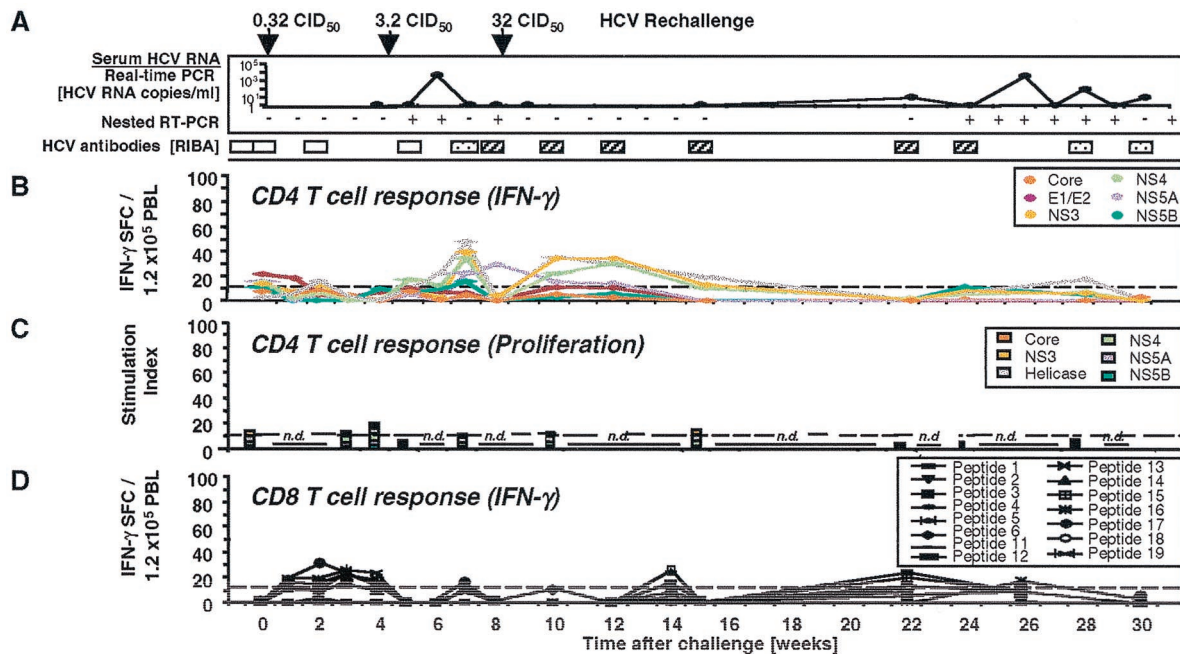 A
0.32 CID50 3.2 CID50 32 CID50 HCV Rechallenge
Serum HCV RNA
Real-time PCR
[HCV RNA copies/ml]
10^5
10^3
10^1
Nested RT-PCR - - - - + + - + - - - - - - - - + + + + + + - +
HCV antibodies [RIBA]
B
CD4 T cell response (IFN-γ)
IFN-γ SFC /
1.2 x10^5 PBL
100
80
60
40
20
0
Core NS4
E1/E2 NS5A
NS3 NS5B
C
CD4 T cell response (Proliferation)
Stimulation
Index
100
80
60
40
20
0
Core NS4
NS3 NS5A
Helicase NS5B
n.d. n.d. n.d. n.d. n.d. n.d. n.d. n.d.
D
CD8 T cell response (IFN-γ)
IFN-γ SFC /
1.2 x10^5 PBL
100
80
60
40
20
0
Peptide 1 Peptide 13
Peptide 2 Peptide 14
Peptide 3 Peptide 15
Peptide 4 Peptide 16
Peptide 5 Peptide 17
Peptide 6 Peptide 18
Peptide 11 Peptide 19
Peptide 12
0 2 4 6 8 10 12 14 16 18 20 22 24 26 28 30
Time after challenge [weeks]